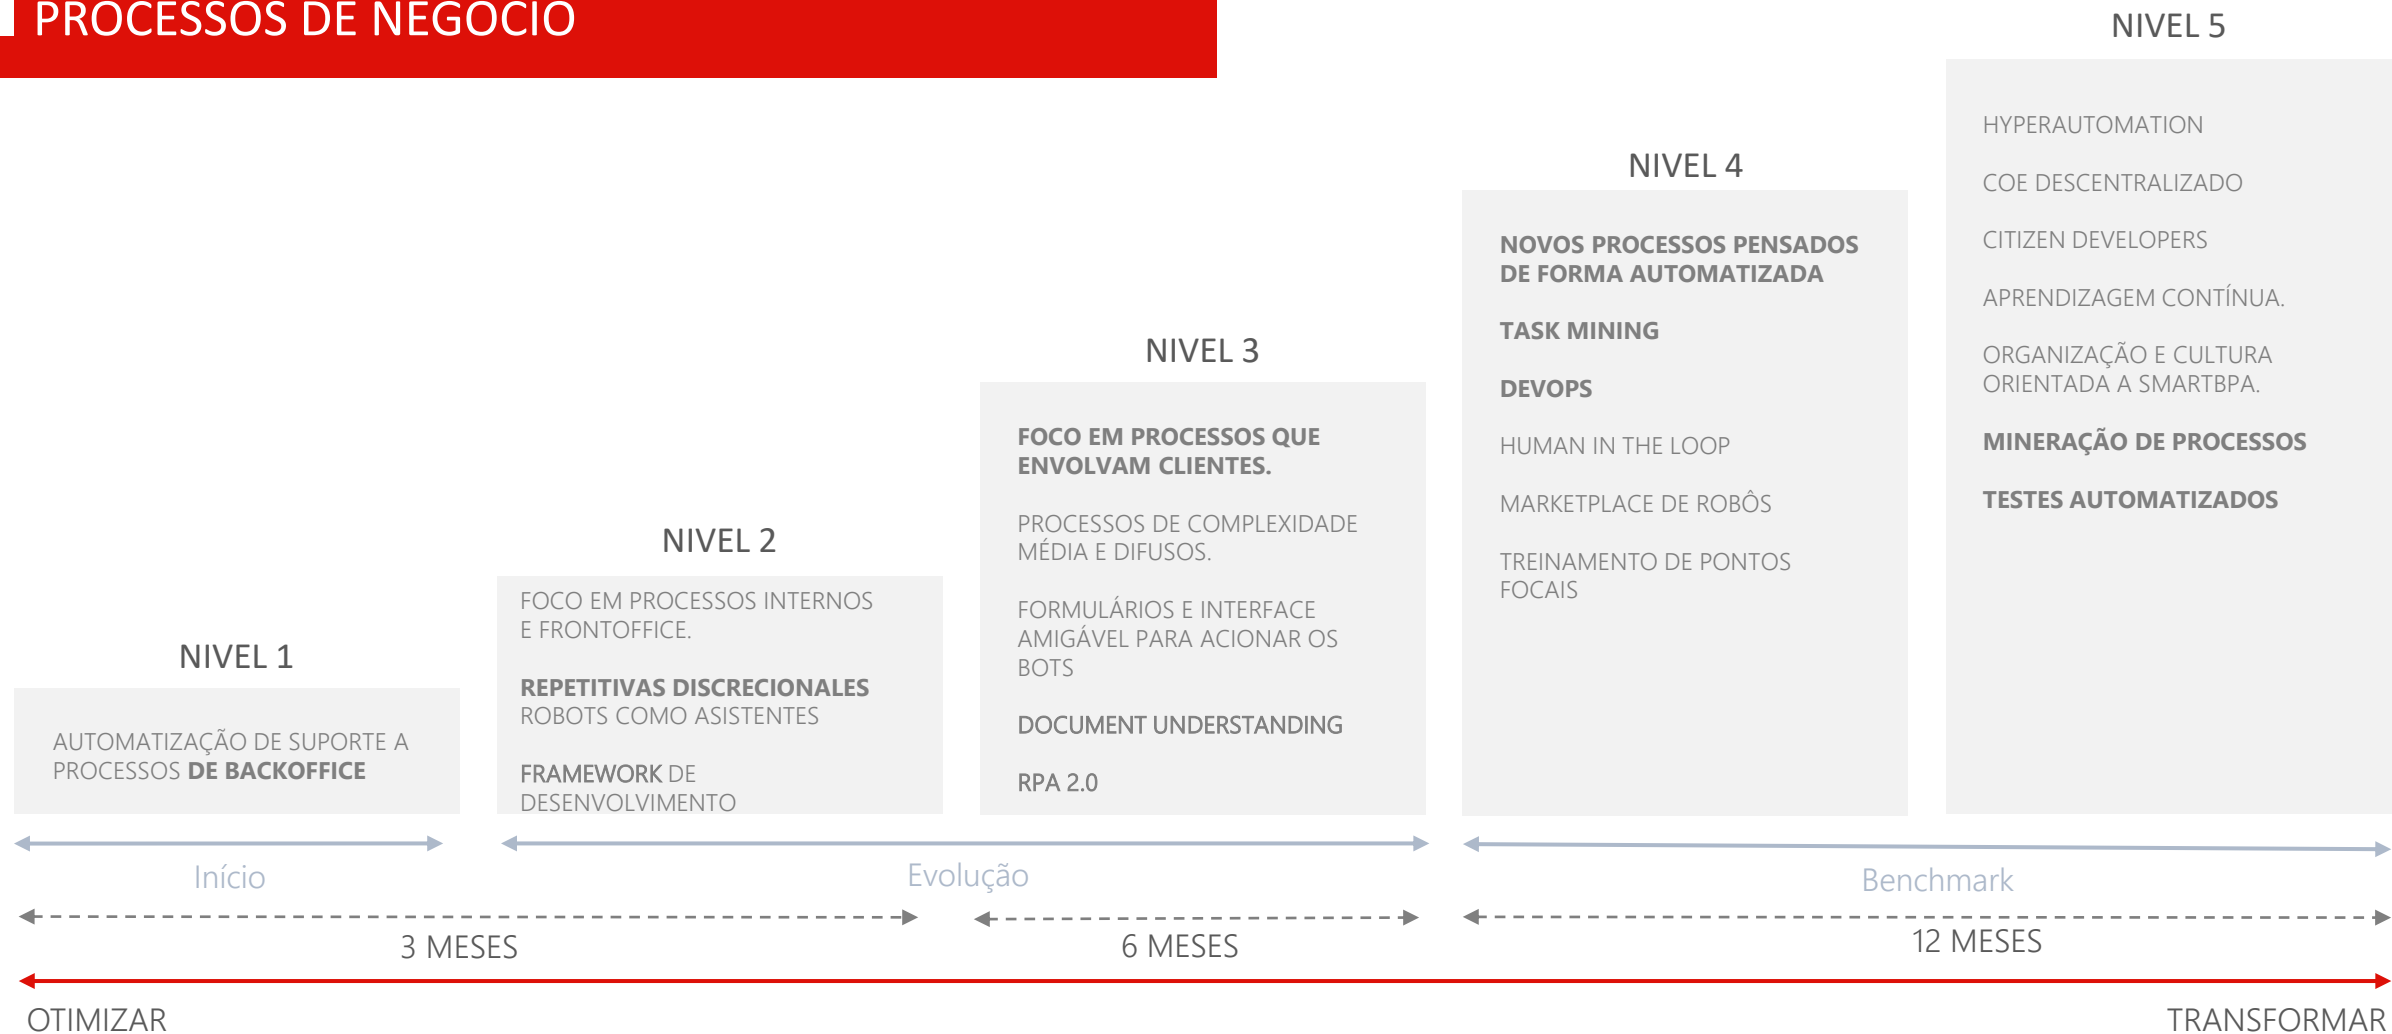 PROCESSOS DE NEGÓCIO
NIVEL 1
AUTOMATIZAÇÃO DE SUPORTE A
PROCESSOS DE BACKOFFICE
NIVEL 2
FOCO EM PROCESSOS INTERNOS
E FRONTOFFICE.
REPETITIVAS DISCRECIONALES
ROBOTS COMO ASISTENTES
FRAMEWORK DE
DESENVOLVIMENTO
NIVEL 3
FOCO EM PROCESSOS QUE
ENVOLVAM CLIENTES.
PROCESSOS DE COMPLEXIDADE
MÉDIA E DIFUSOS.
FORMULÁRIOS E INTERFACE
AMIGÁVEL PARA ACIONAR OS
BOTS
DOCUMENT UNDERSTANDING
RPA 2.0
NIVEL 4
NOVOS PROCESSOS PENSADOS
DE FORMA AUTOMATIZADA
TASK MINING
DEVOPS
HUMAN IN THE LOOP
MARKETPLACE DE ROBÔS
TREINAMENTO DE PONTOS
FOCAIS
NIVEL 5
HYPERAUTOMATION
COE DESCENTRALIZADO
CITIZEN DEVELOPERS
APRENDIZAGEM CONTÍNUA.
ORGANIZAÇÃO E CULTURA
ORIENTADA A SMARTBPA.
MINERAÇÃO DE PROCESSOS
TESTES AUTOMATIZADOS
Início
Evolução
Benchmark
3 MESES
6 MESES
12 MESES
OTIMIZAR
TRANSFORMAR